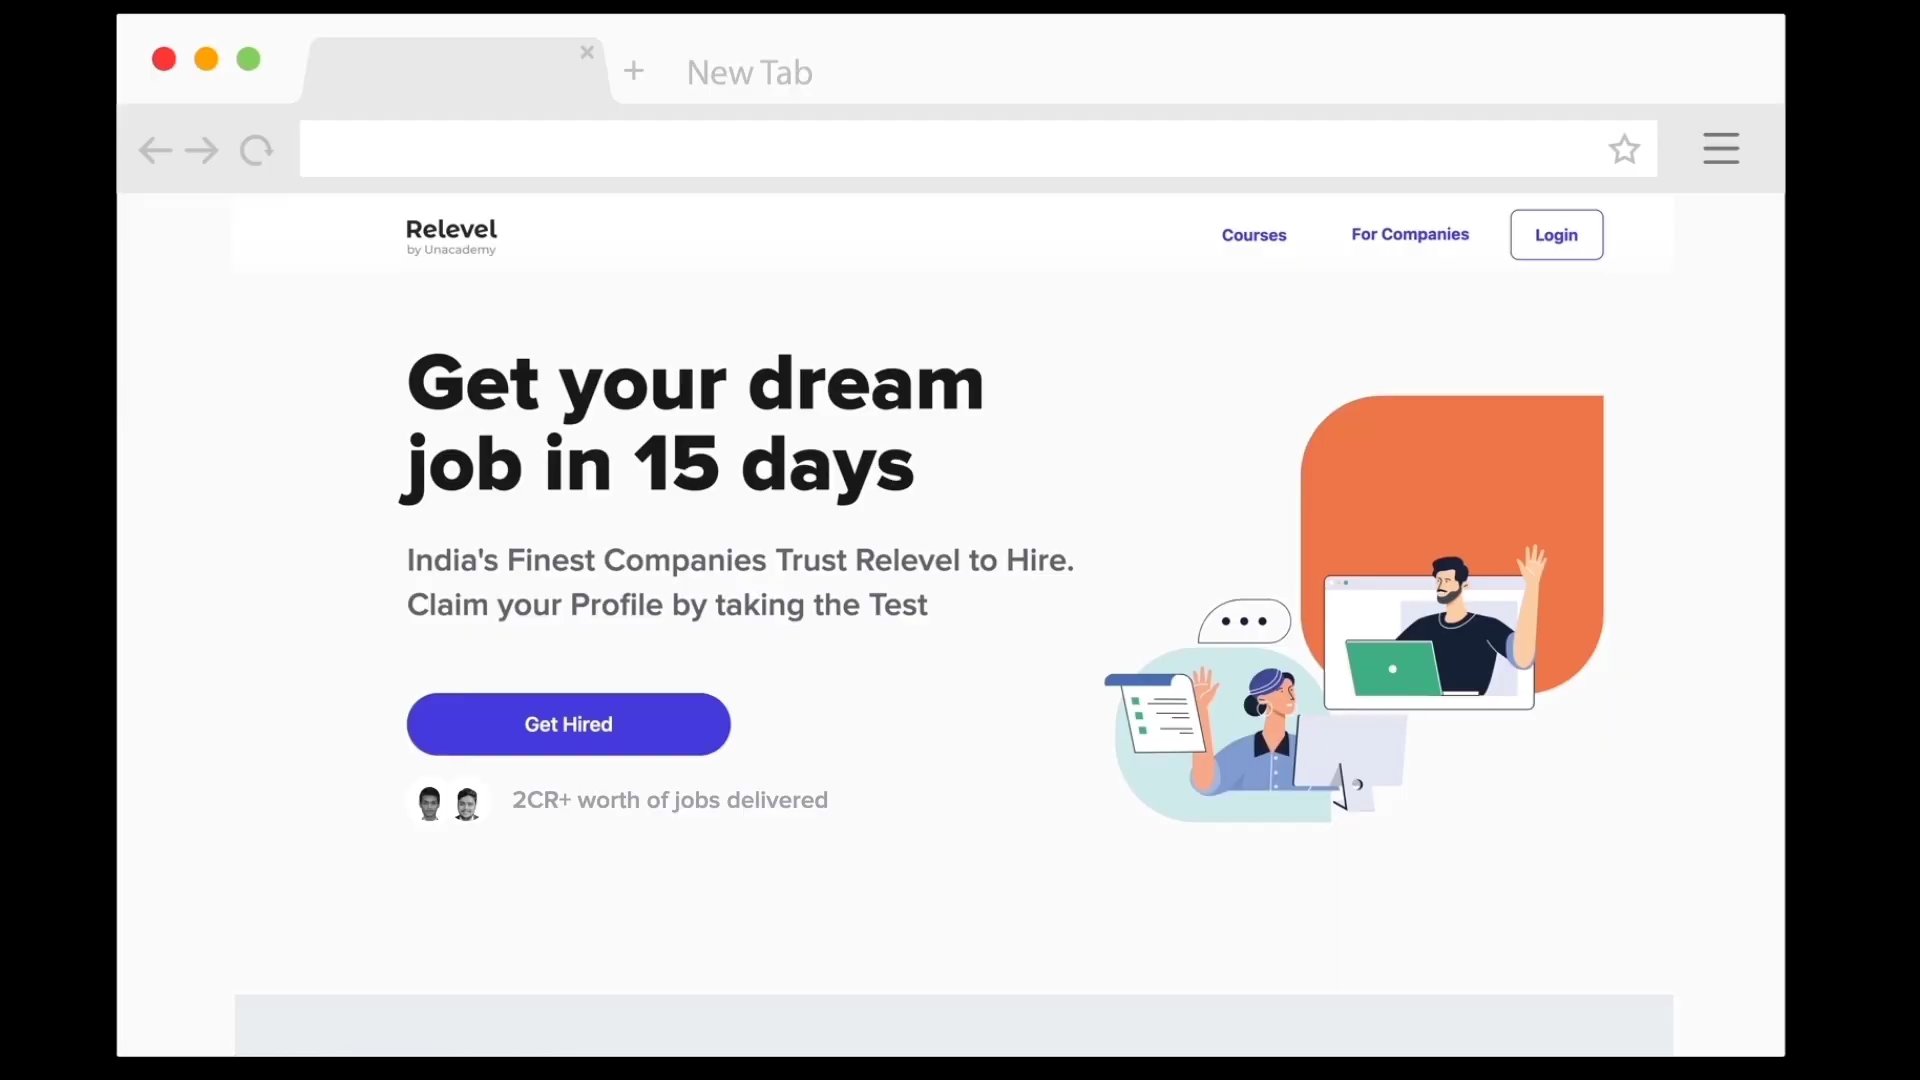 New Tab
Relevel
by Unacademy
Courses
For Companies
Login
Get your dream
job in 15 days
India's Finest Companies Trust Relevel to Hire.
Claim your Profile by taking the Test
Get Hired
2CR+ worth of jobs delivered